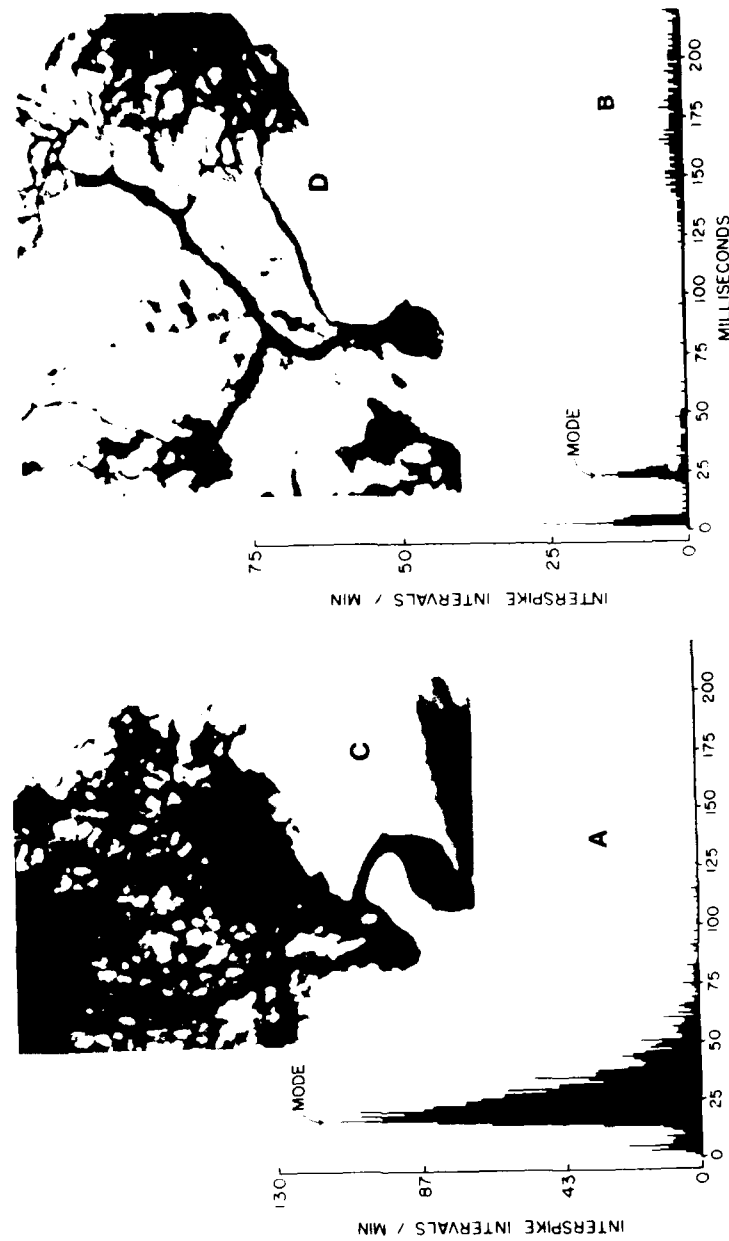 C
MODE
A
INTERSPIKE INTERVALS / MIN
130
87
43
0
0 25 50 75 100 125 150 175 200
D
MODE
B
INTERSPIKE INTERVALS / MIN
75
50
25
0
0 25 50 75 100 125 150 175 200
MILLISECONDS